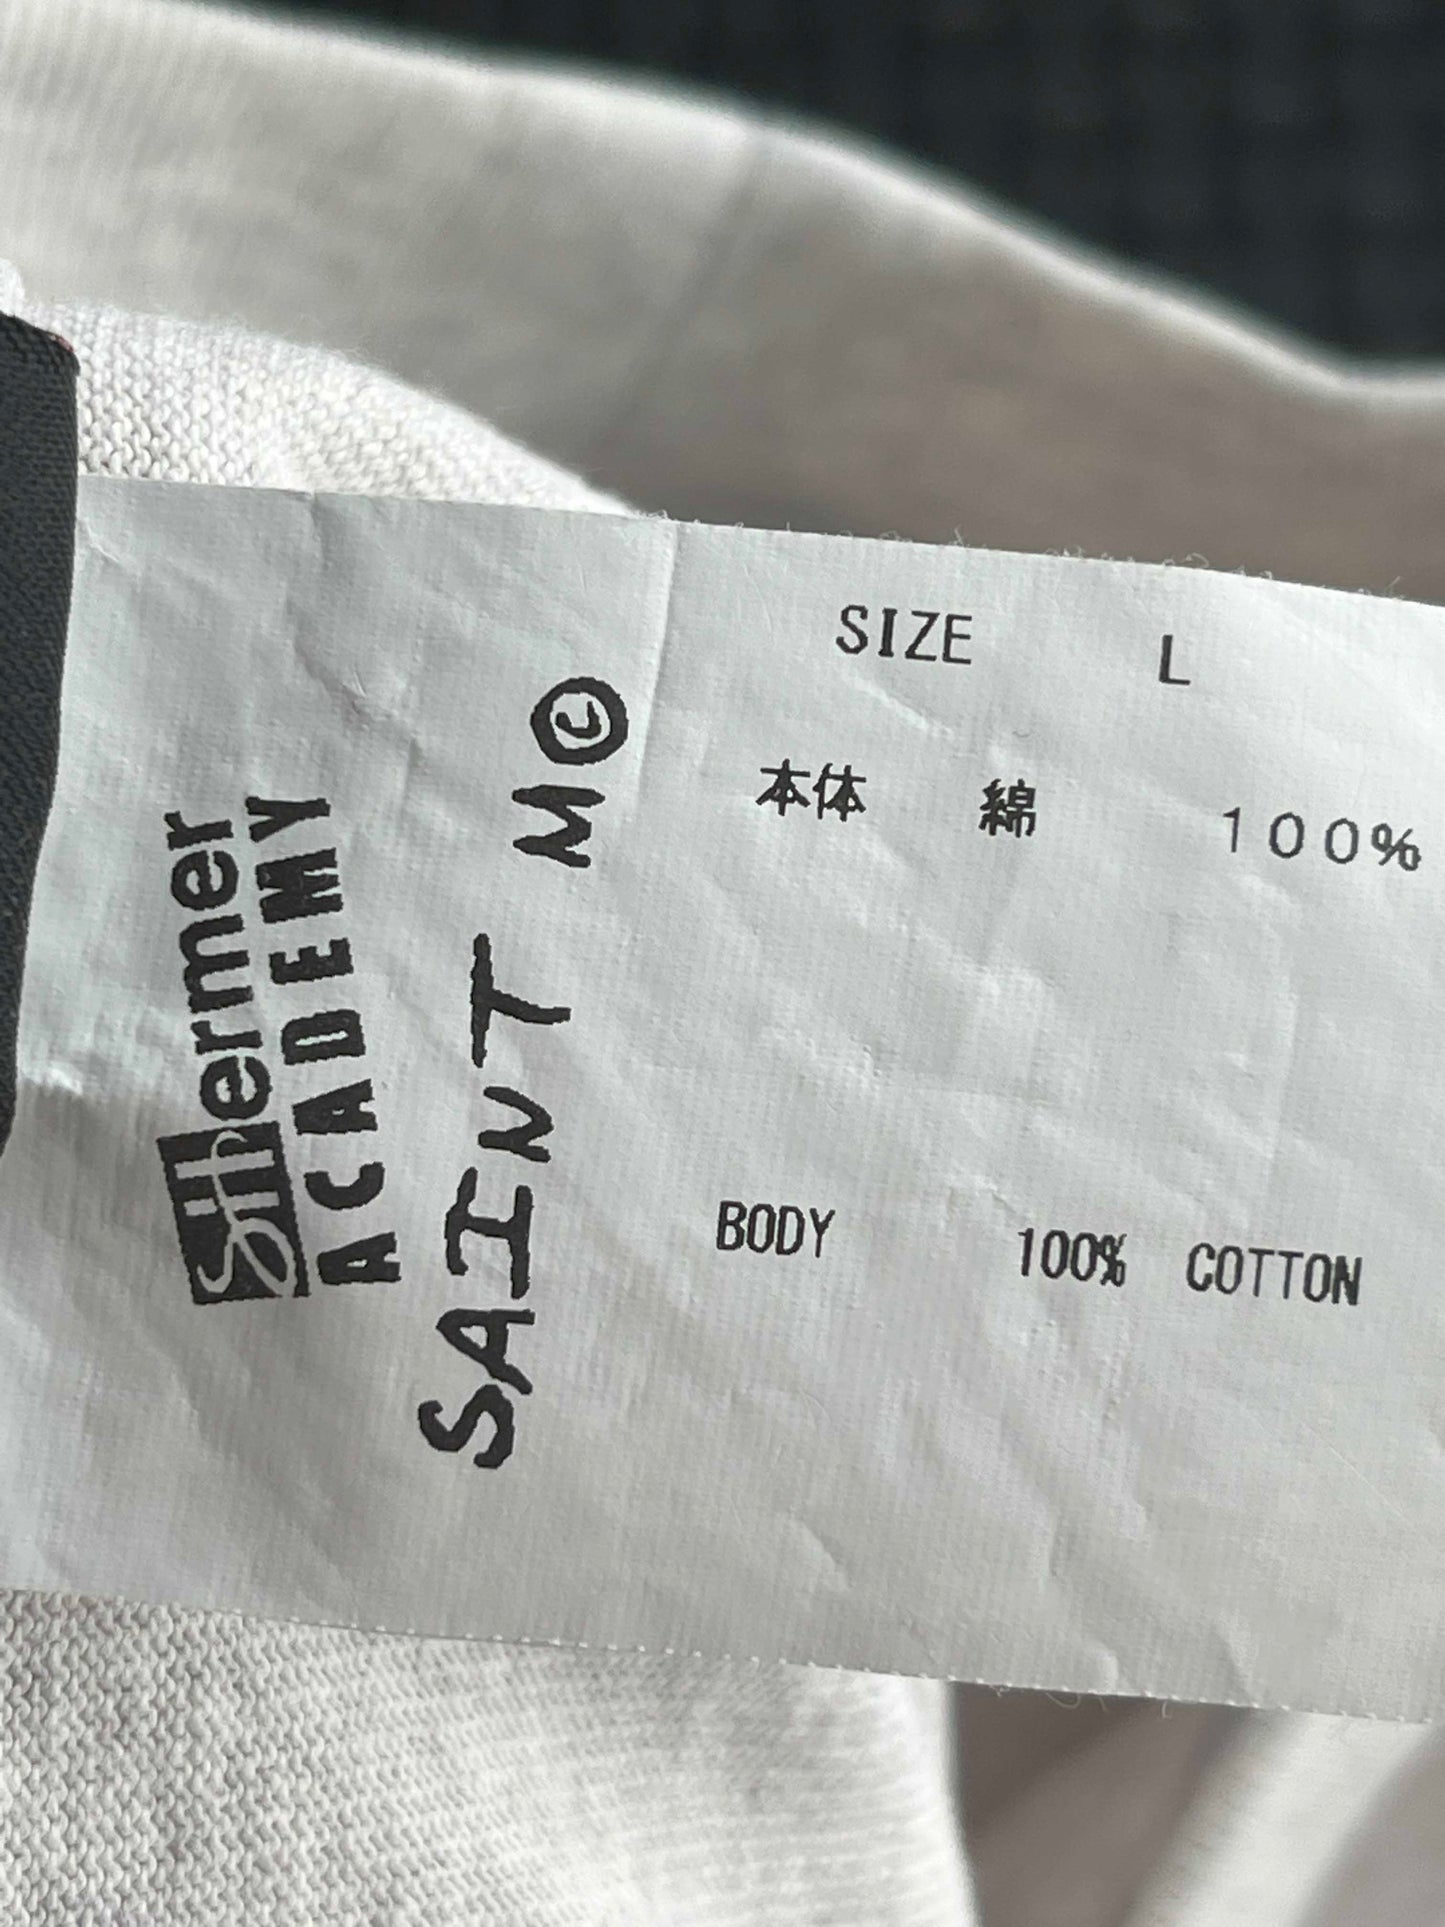 Shermer
ACADEMY
SAINT M©
SIZE L
本体 綿 100%
BODY 100% COTTON